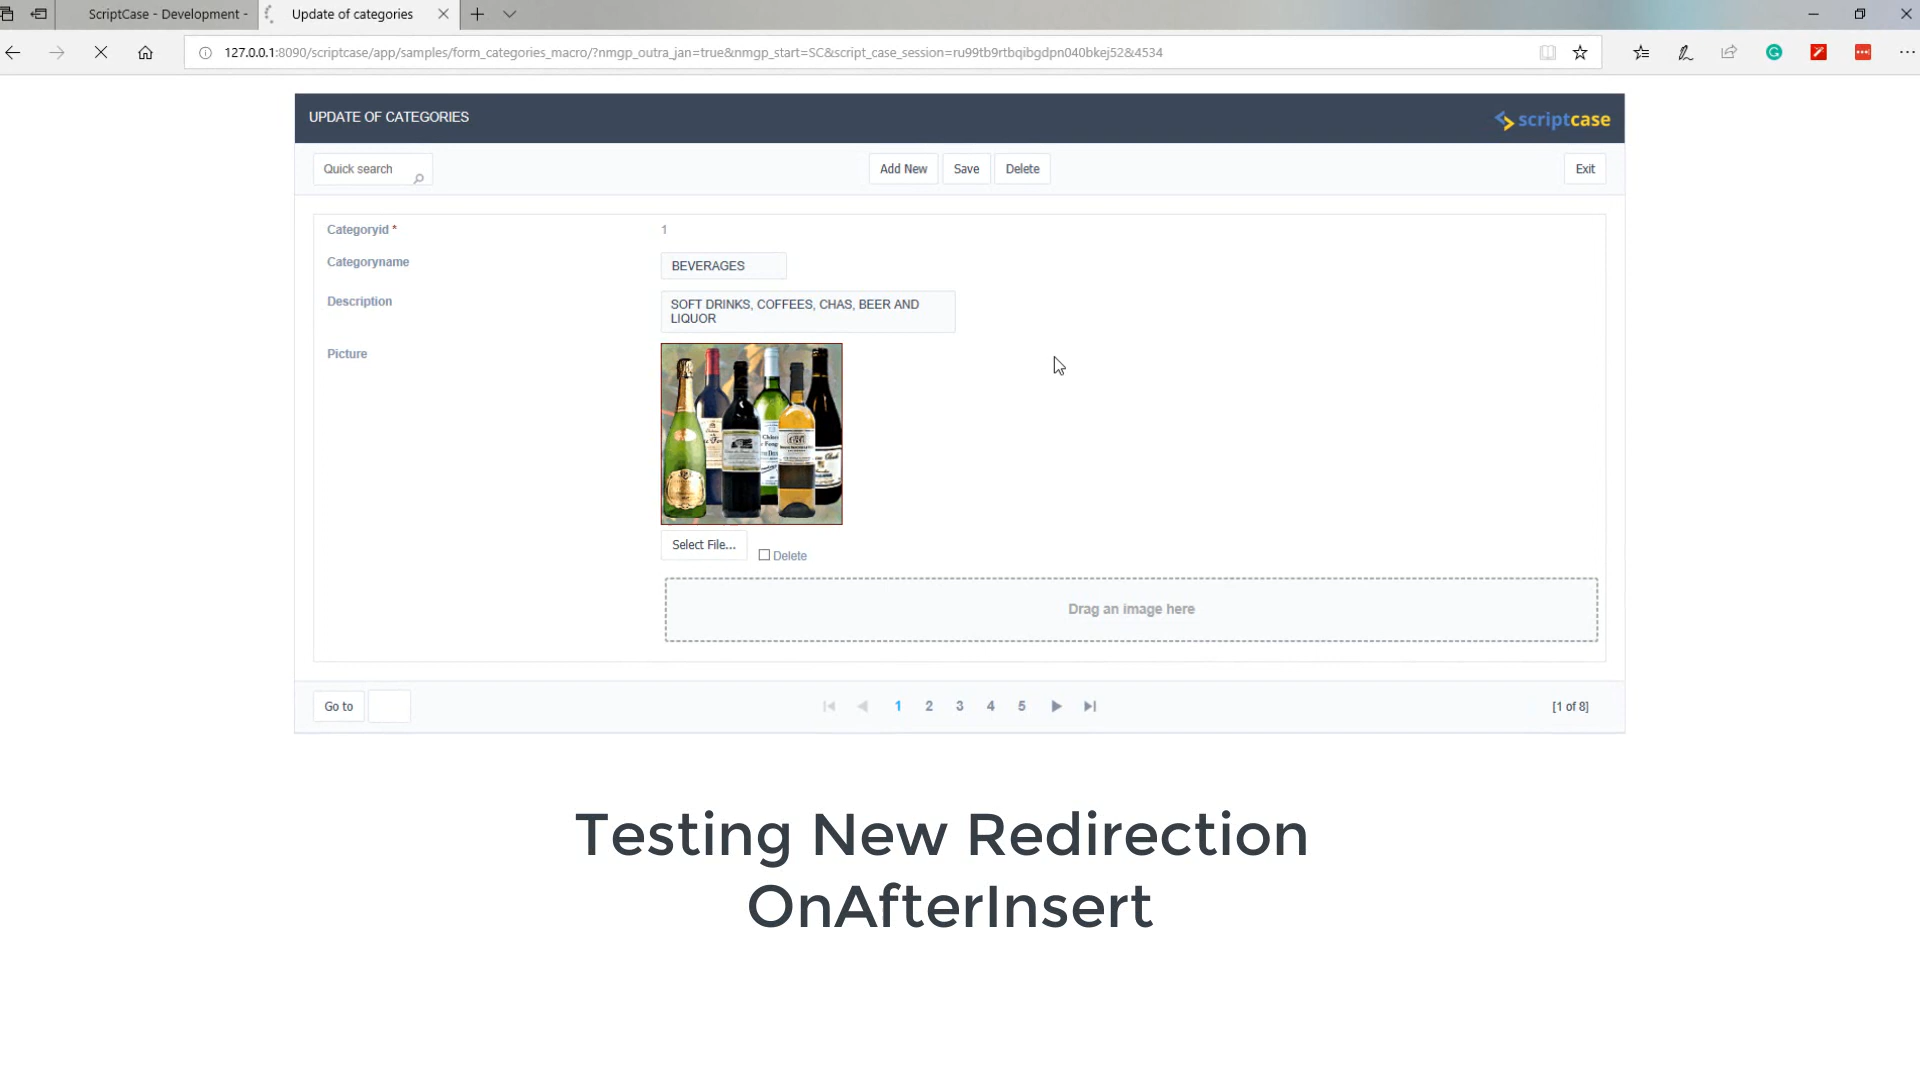 ScriptCase - Development -
Update of categories
127.0.0.1:8090/scriptcase/app/samples/form_categories_macro/?nmgp_outra_jan=true&nmgp_start=SC&script_case_session=ru99tb9rtbqibgdpn040bkej52&4534
UPDATE OF CATEGORIES
scriptcase
Quick search
Add New
Save
Delete
Exit
Categoryid *
1
Categoryname
BEVERAGES
Description
SOFT DRINKS, COFFEES, CHAS, BEER AND
LIQUOR
Picture
Select File...
Delete
Drag an image here
Go to
1 2 3 4 5
[1 of 8]
Testing New Redirection
OnAfterInsert